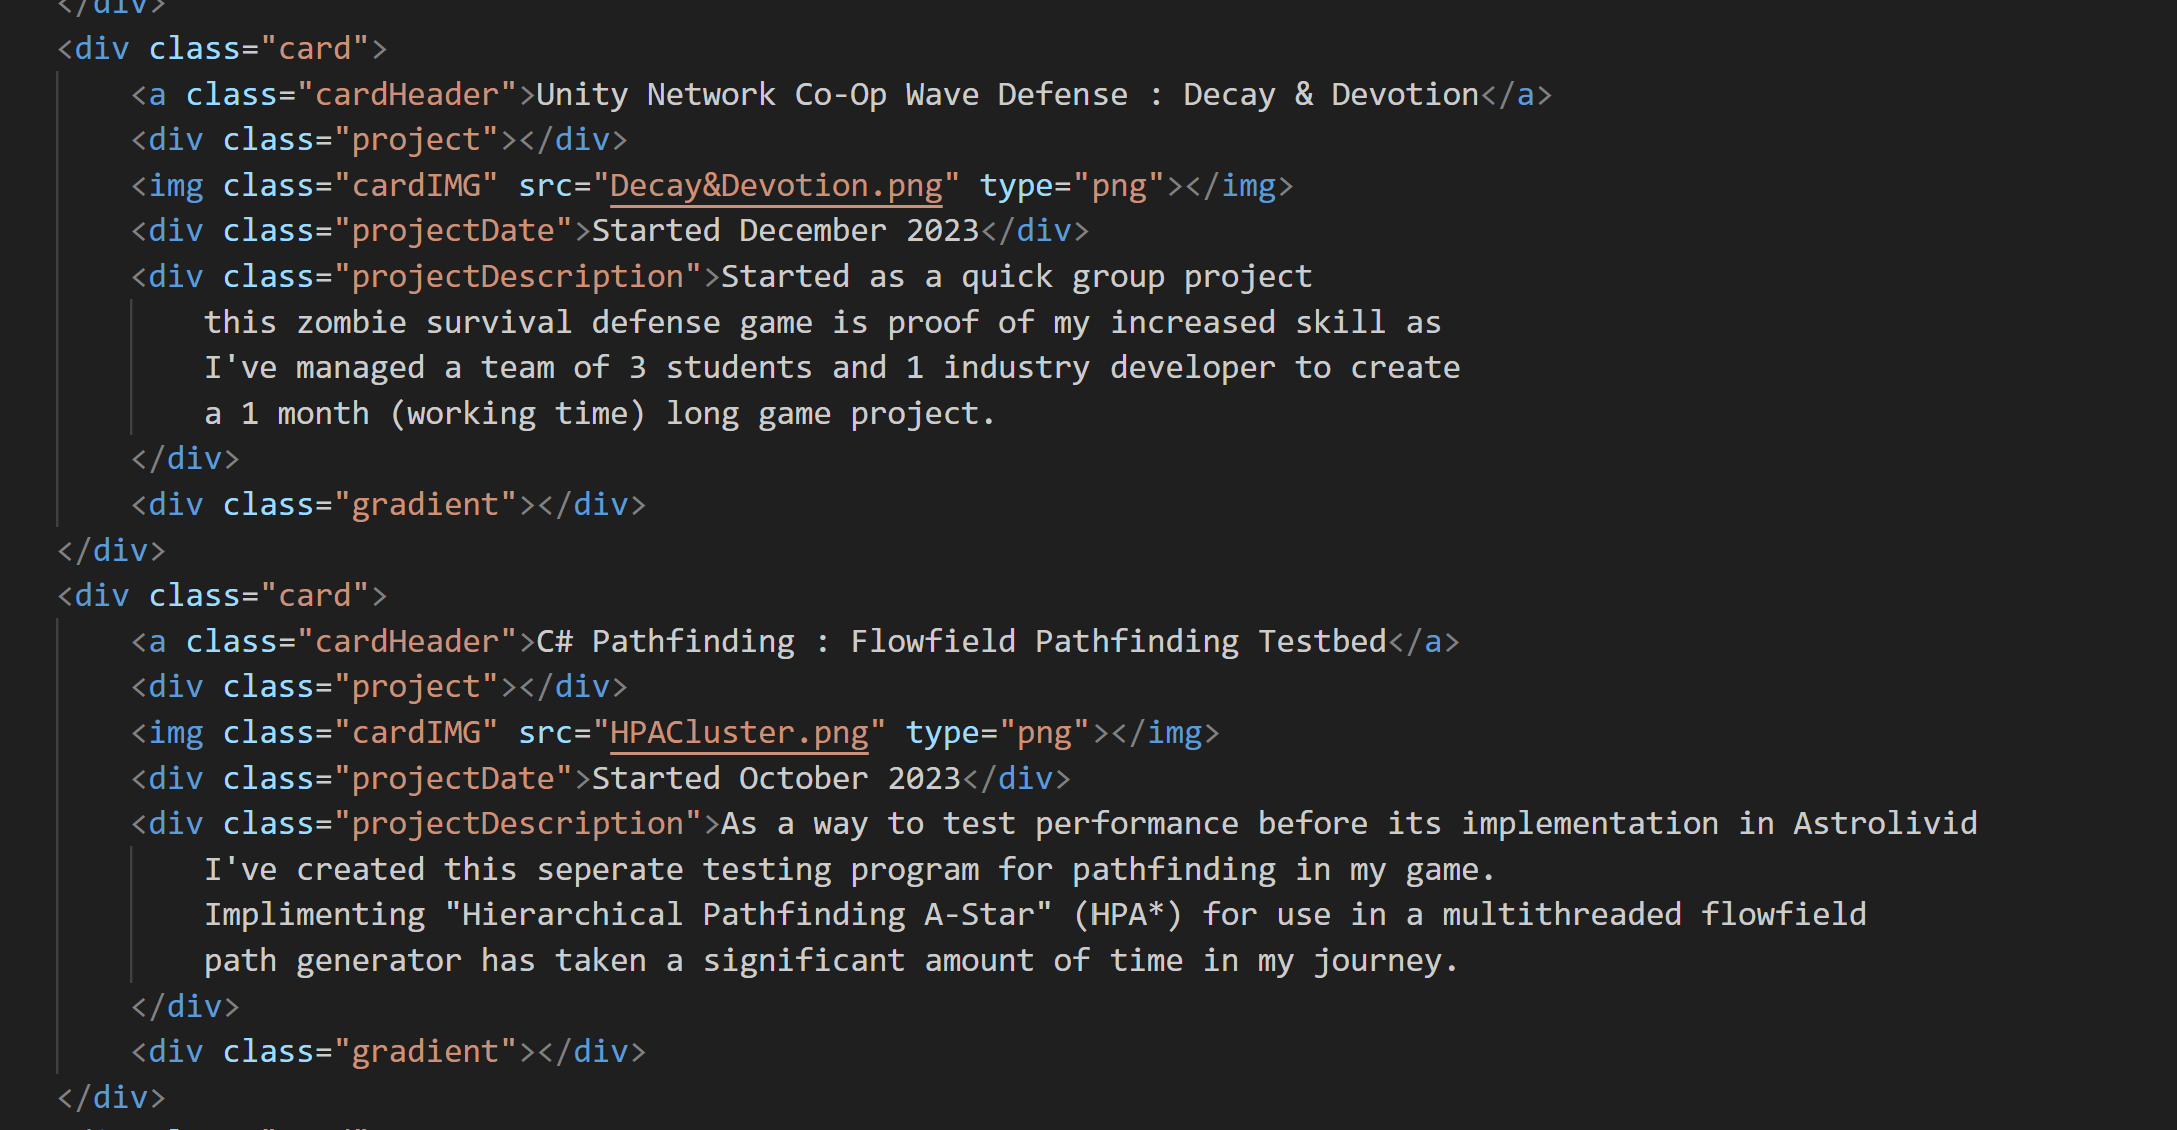 </div>
<div class="card">
<a class="cardHeader">Unity Network Co-Op Wave Defense : Decay & Devotion</a>
<div class="project"></div>
<img class="cardIMG" src="Decay&Devotion.png" type="png"></img>
<div class="projectDate">Started December 2023</div>
<div class="projectDescription">Started as a quick group project
this zombie survival defense game is proof of my increased skill as
I've managed a team of 3 students and 1 industry developer to create
a 1 month (working time) long game project.
</div>
<div class="gradient"></div>
</div>
<div class="card">
<a class="cardHeader">C# Pathfinding : Flowfield Pathfinding Testbed</a>
<div class="project"></div>
<img class="cardIMG" src="HPACluster.png" type="png"></img>
<div class="projectDate">Started October 2023</div>
<div class="projectDescription">As a way to test performance before its implementation in Astrolivid
I've created this seperate testing program for pathfinding in my game.
Implimenting "Hierarchical Pathfinding A-Star" (HPA*) for use in a multithreaded flowfield
path generator has taken a significant amount of time in my journey.
</div>
<div class="gradient"></div>
</div>